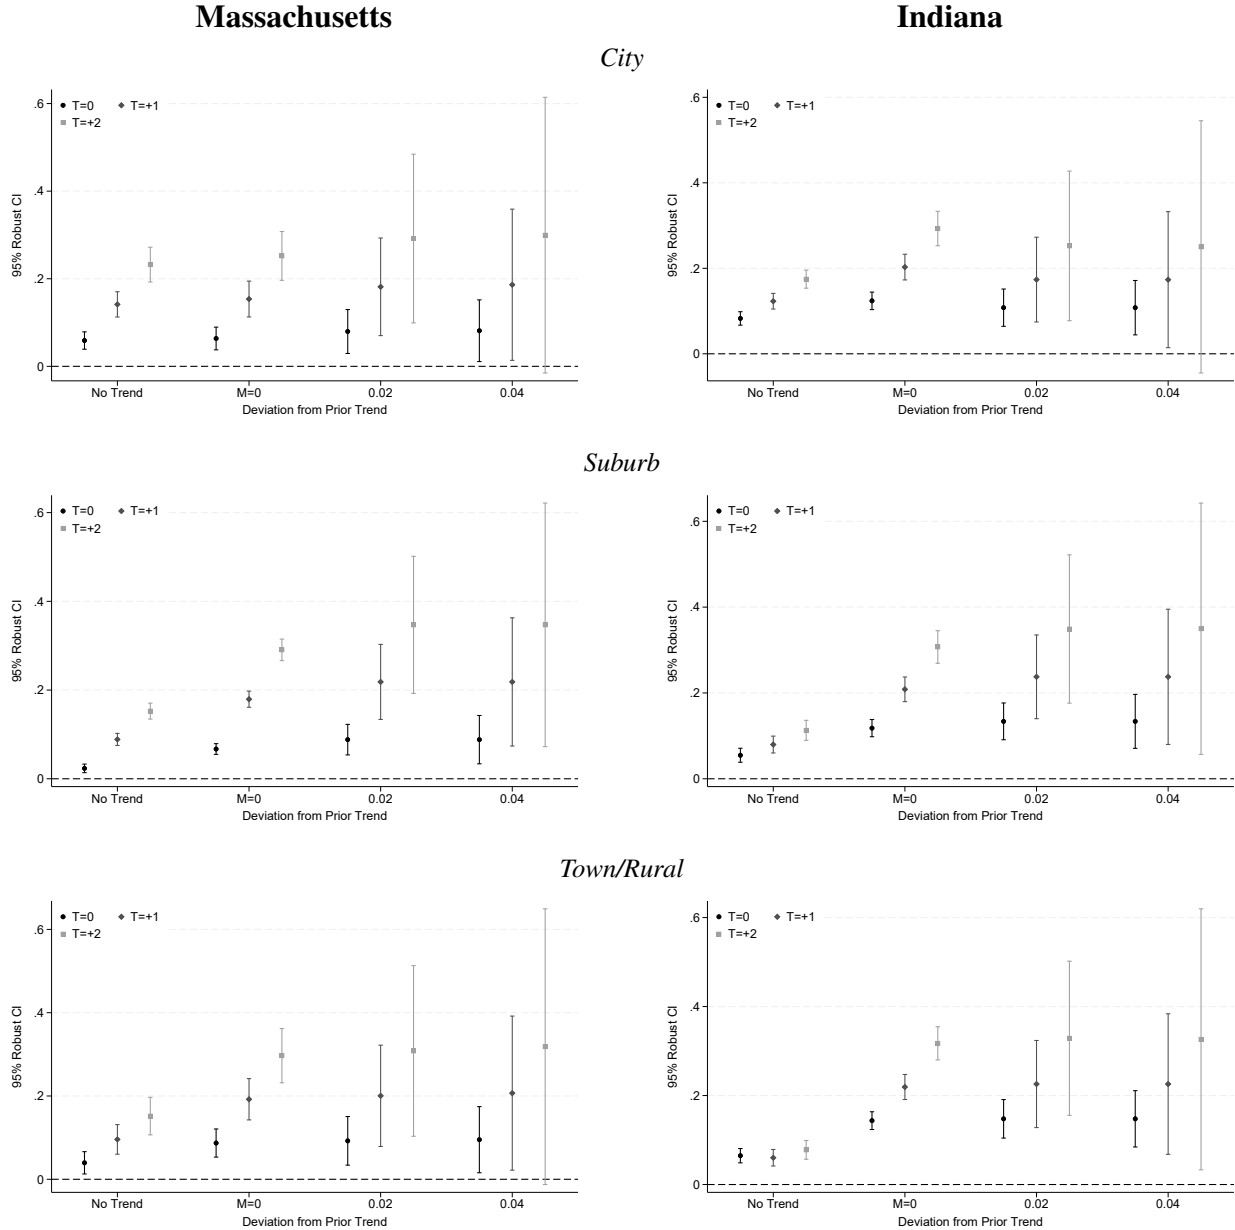 Massachusetts
Indiana
City
95% Robust CI
.6
.4
.2
0
T=0 T=+1
T=+2
No Trend M=0 0.02 0.04
Deviation from Prior Trend
95% Robust CI
.6
.4
.2
0
T=0 T=+1
T=+2
No Trend M=0 0.02 0.04
Deviation from Prior Trend
Suburb
95% Robust CI
.6
.4
.2
0
T=0 T=+1
T=+2
No Trend M=0 0.02 0.04
Deviation from Prior Trend
95% Robust CI
.6
.4
.2
0
T=0 T=+1
T=+2
No Trend M=0 0.02 0.04
Deviation from Prior Trend
Town/Rural
95% Robust CI
.6
.4
.2
0
T=0 T=+1
T=+2
No Trend M=0 0.02 0.04
Deviation from Prior Trend
95% Robust CI
.6
.4
.2
0
T=0 T=+1
T=+2
No Trend M=0 0.02 0.04
Deviation from Prior Trend